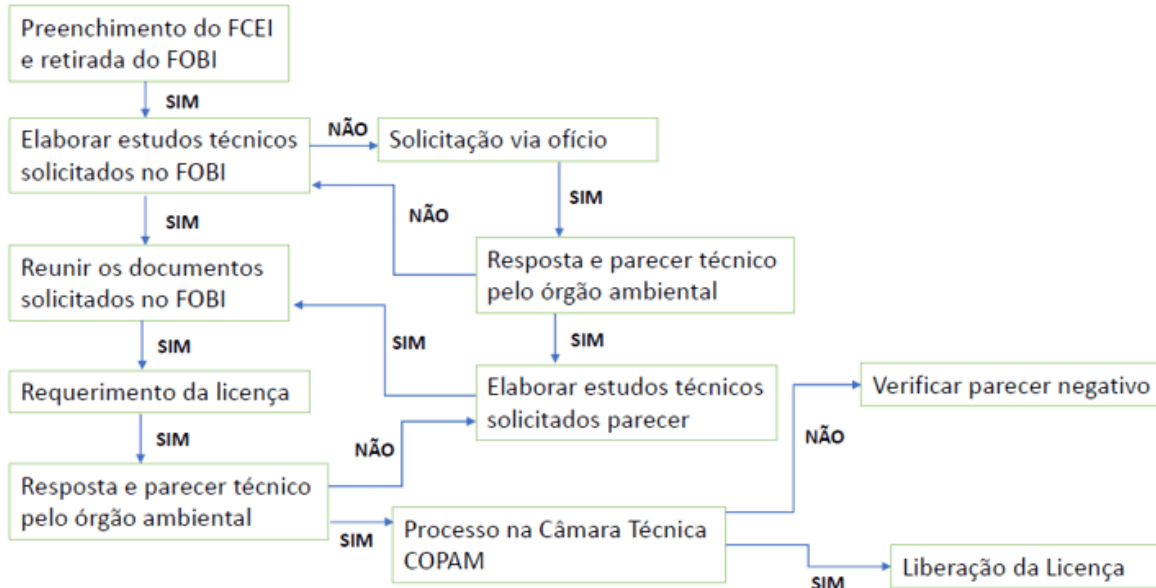 Preenchimento do FCEI
e retirada do FOBI
SIM
Elaborar estudos técnicos
solicitados no FOBI
NÃO
Solicitação via ofício
SIM
NÃO
SIM
Reunir os documentos
solicitados no FOBI
Resposta e parecer técnico
pelo órgão ambiental
SIM
SIM
SIM
Requerimento da licença
Elaborar estudos técnicos
solicitados parecer
Verificar parecer negativo
SIM
NÃO
NÃO
Resposta e parecer técnico
pelo órgão ambiental
SIM
Processo na Câmara Técnica
COPAM
SIM
Liberação da Licença